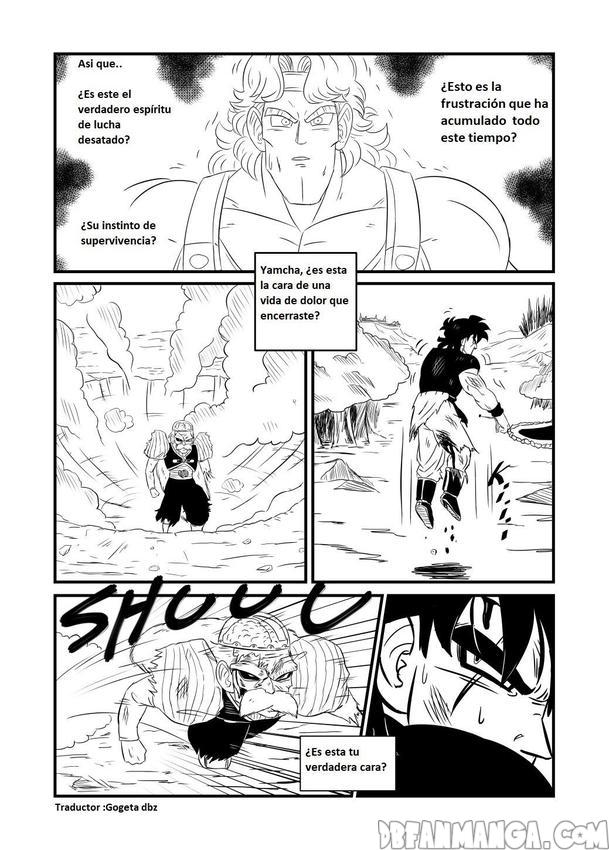 Asi que..
¿Es este el
verdadero espíritu
de lucha
desatado?
¿Esto es la
frustración que ha
acumulado todo
este tiempo?
¿Su instinto de
supervivencia?
Yamcha, ¿es esta
la cara de una
vida de dolor que
encerraste?
SHUUUU
¿Es esta tu
verdadera cara?
Traductor :Gogeta dbz
DBFANMANGA.COM